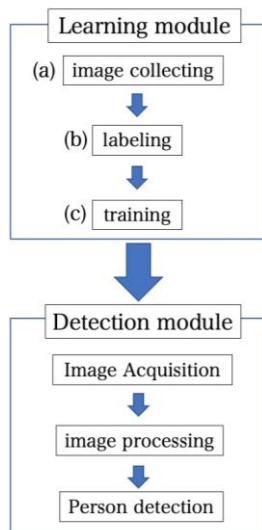 Learning module
(a) image collecting
(b) labeling
(c) training
Detection module
Image Acquisition
image processing
Person detection